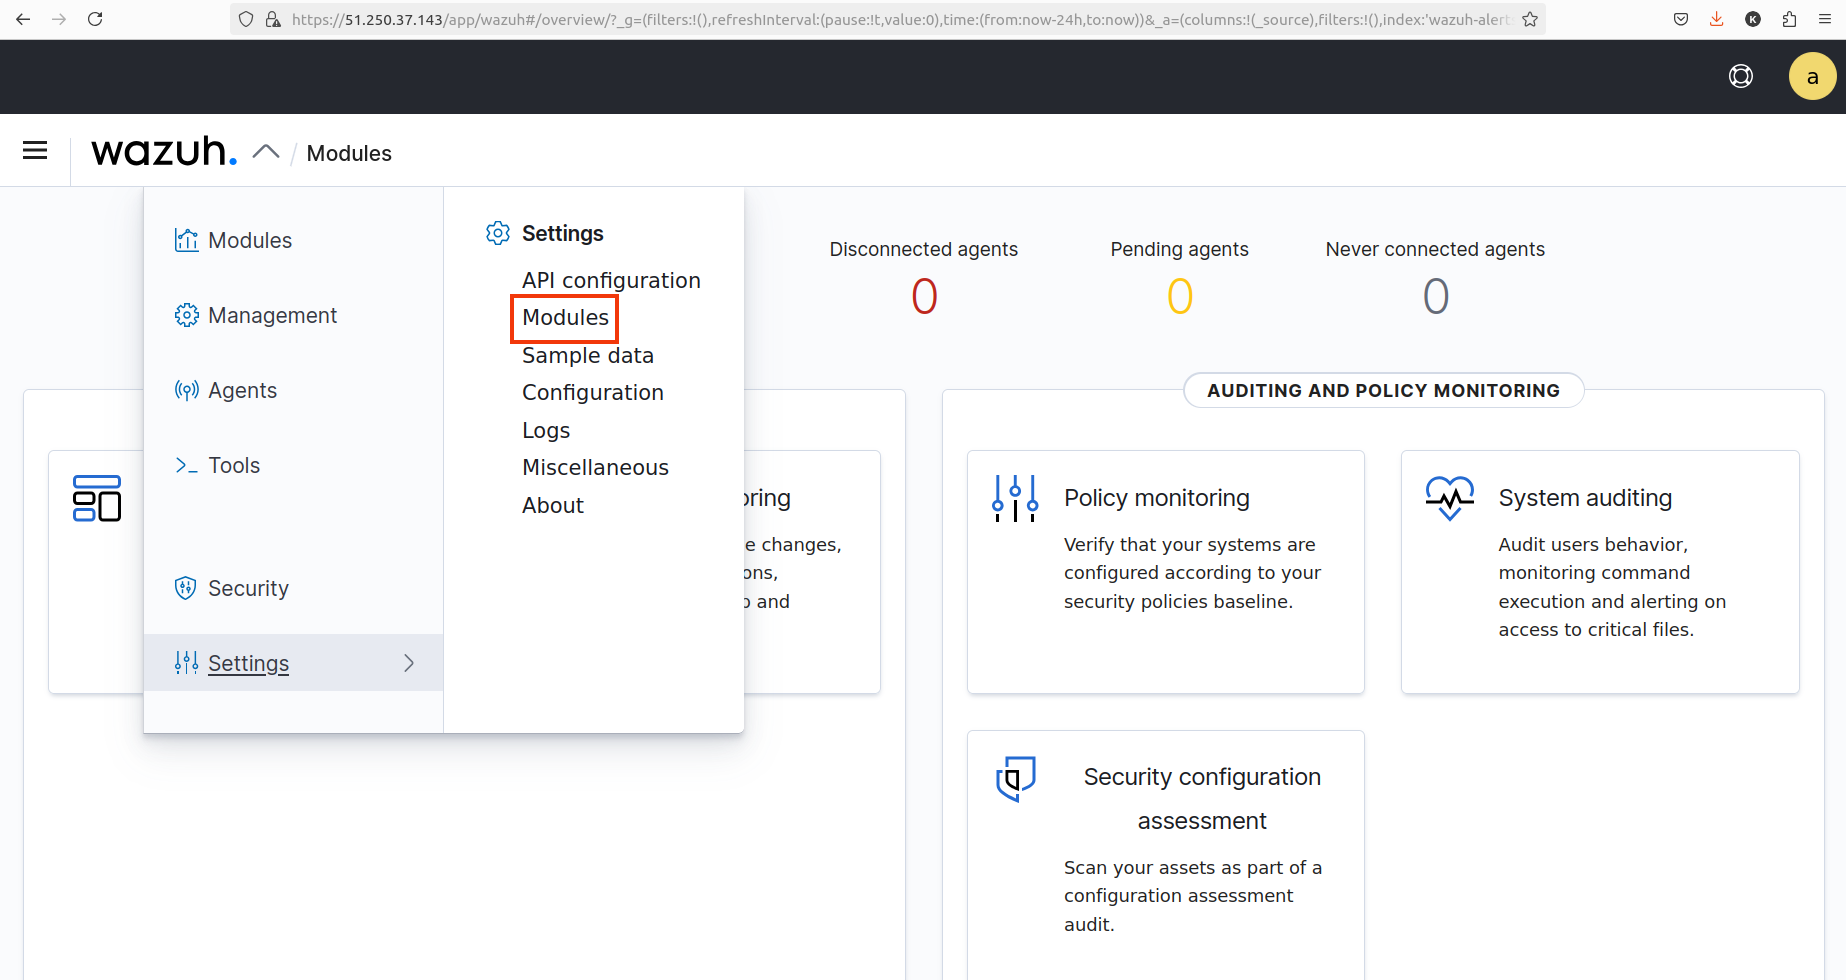 https://51.250.37.143/app/wazuh#/overview/?_g=(filters:!(),refreshInterval:(pause:!t,value:0),time:(from:now-24h,to:now))&_a=(columns:!(_source),filters:!(),index:'wazuh-alert
K
a
wazuh. / Modules
Modules
Management
Agents
Tools
Security
Settings
Settings
API configuration
Modules
Sample data
Configuration
Logs
Miscellaneous
About
Disconnected agents
0
Pending agents
0
Never connected agents
0
oring
e changes,
ons,
and
AUDITING AND POLICY MONITORING
Policy monitoring
Verify that your systems are
configured according to your
security policies baseline.
System auditing
Audit users behavior,
monitoring command
execution and alerting on
access to critical files.
Security configuration
assessment
Scan your assets as part of a
configuration assessment
audit.